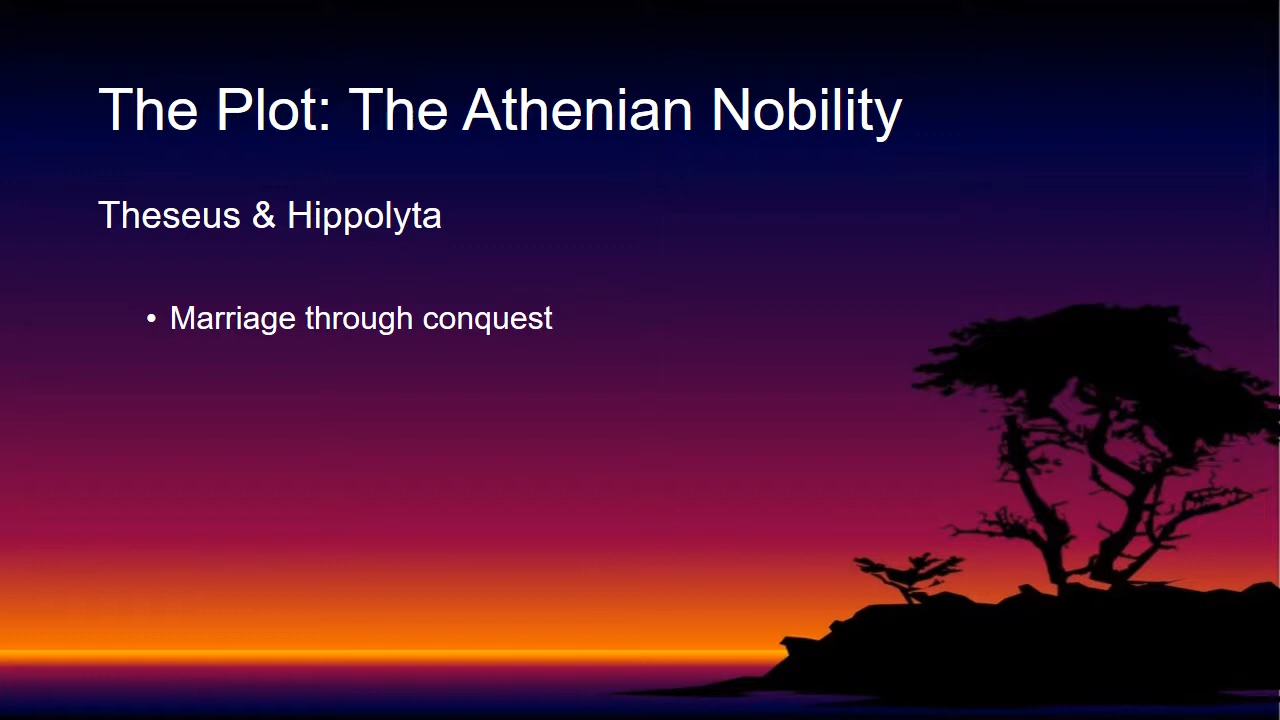 The Plot: The Athenian Nobility
Theseus & Hippolyta
• Marriage through conquest